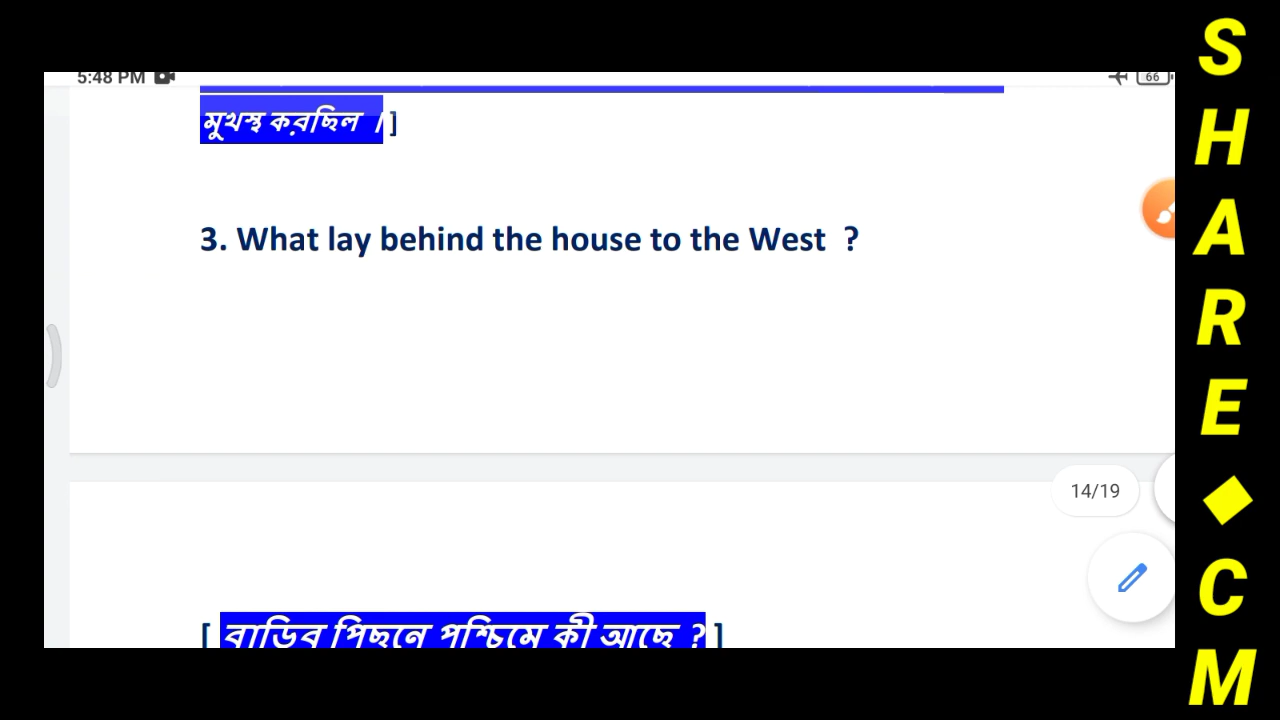 5:48 PM
66
মুখস্থ করছিল । ]
3. What lay behind the house to the West ?
14/19
[ বাড়ির পিছনে পশ্চিমে কী আছে ? ]
SHARE◆CM